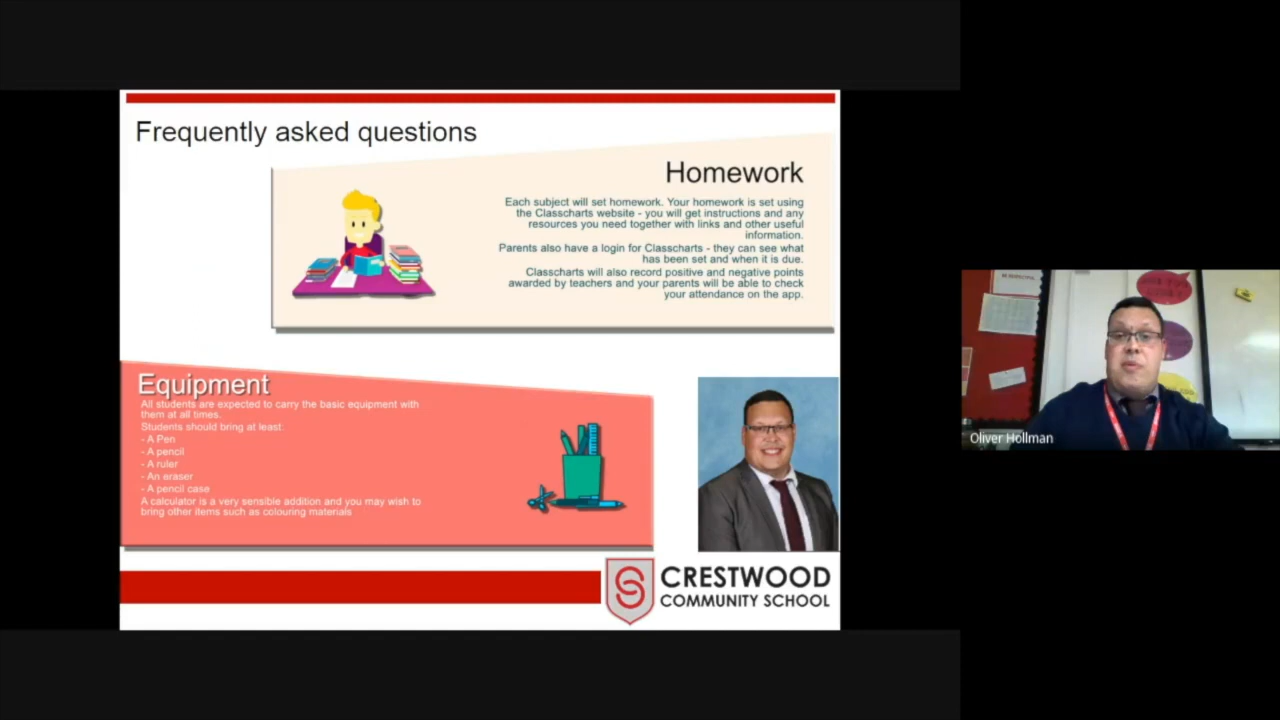 Frequently asked questions
Homework
Each subject will set homework. Your homework is set using
the Classcharts website - you will get instructions and any
resources you need together with links and other useful
information.
Parents also have a login for Classcharts - they can see what
has been set and when it is due.
Classcharts will also record positive and negative points
awarded by teachers and your parents will be able to check
your attendance on the app.
Equipment
All students are expected to carry the basic equipment with
them at all times.
Students should bring at least:
- A Pen
- A pencil
- A ruler
- An eraser
- A pencil case
A calculator is a very sensible addition and you may wish to
bring other items such as colouring materials
CRESTWOOD
COMMUNITY SCHOOL
Oliver Hollman